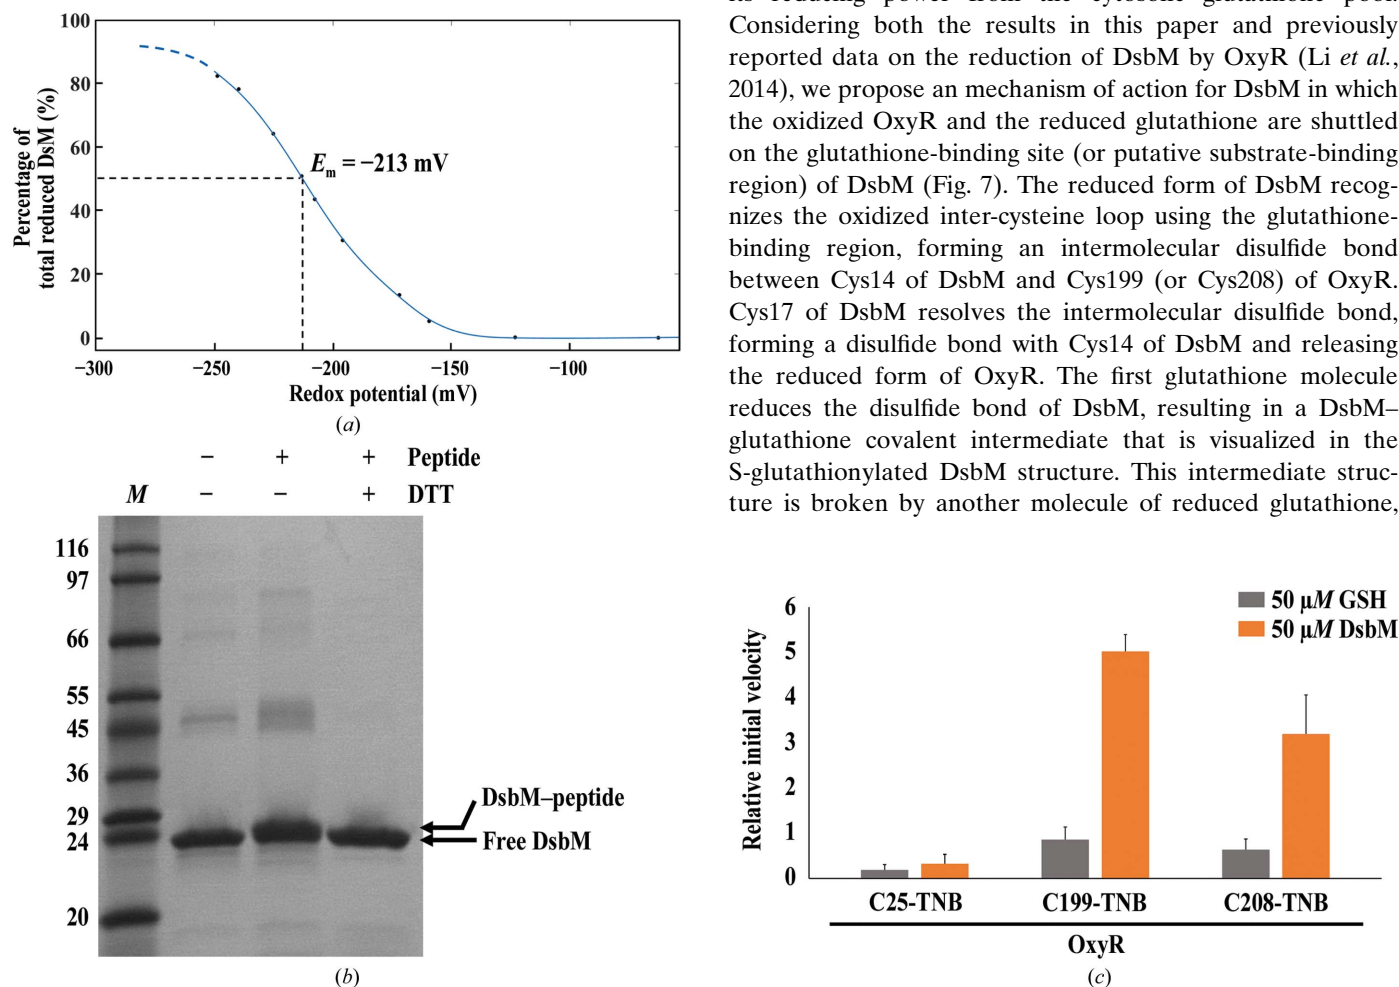 100
80
60
40
20
0
Percentage of
total reduced DsM (%)
Em = −213 mV
−300
−250
−200
−150
−100
Redox potential (mV)
(a)
− + + Peptide
M − − + DTT
116
97
66
55
45
36
29
24
20
DsbM–peptide
Free DsbM
(b)
Considering both the results in this paper and previously
reported data on the reduction of DsbM by OxyR (Li et al.,
2014), we propose an mechanism of action for DsbM in which
the oxidized OxyR and the reduced glutathione are shuttled
on the glutathione-binding site (or putative substrate-binding
region) of DsbM (Fig. 7). The reduced form of DsbM recog-
nizes the oxidized inter-cysteine loop using the glutathione-
binding region, forming an intermolecular disulfide bond
between Cys14 of DsbM and Cys199 (or Cys208) of OxyR.
Cys17 of DsbM resolves the intermolecular disulfide bond,
forming a disulfide bond with Cys14 of DsbM and releasing
the reduced form of OxyR. The first glutathione molecule
reduces the disulfide bond of DsbM, resulting in a DsbM–
glutathione covalent intermediate that is visualized in the
S-glutathionylated DsbM structure. This intermediate struc-
ture is broken by another molecule of reduced glutathione,
6
5
4
3
2
1
0
Relative initial velocity
50 µM GSH
50 µM DsbM
C25-TNB
C199-TNB
C208-TNB
OxyR
(c)